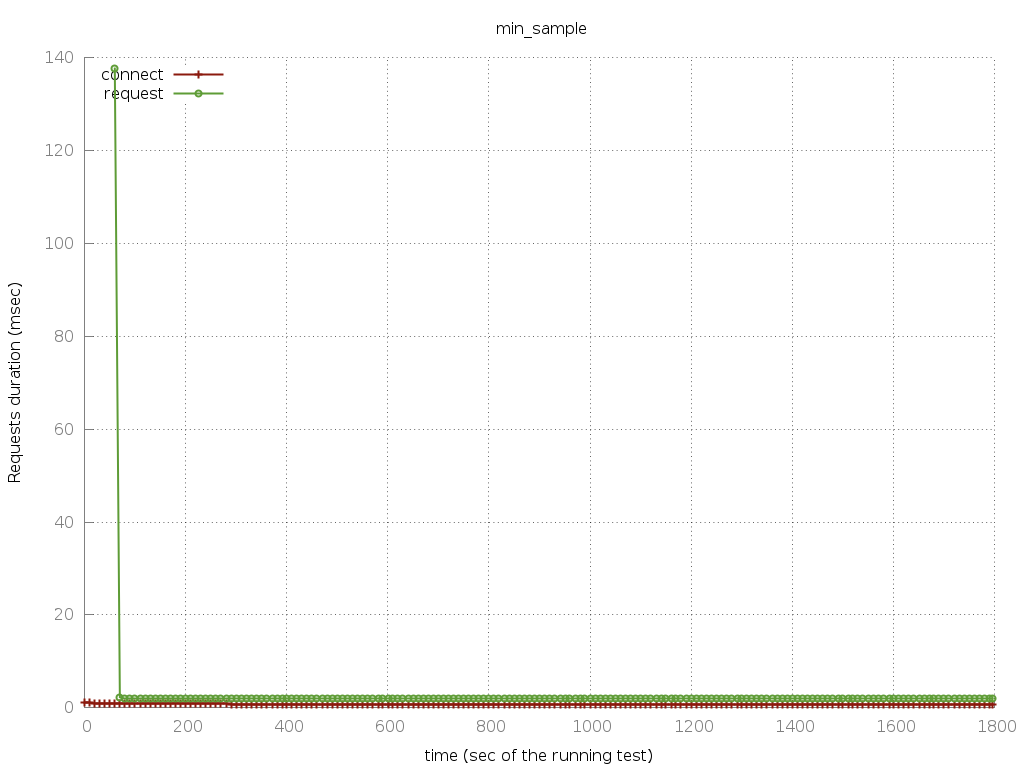 min_sample
140
connect
request
120
100
80
60
40
20
0
0 200 400 600 800 1000 1200 1400 1600 1800
Requests duration (msec)
time (sec of the running test)